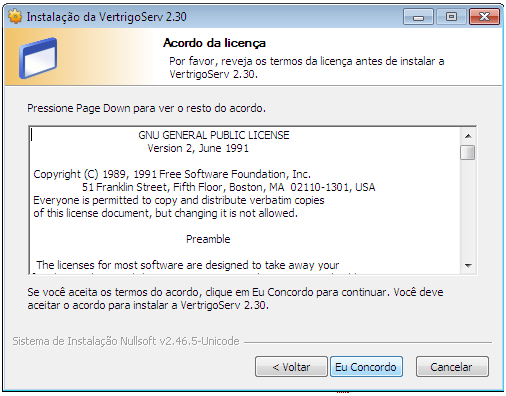 Instalação da VertrigoServ 2.30
Acordo da licença
Por favor, reveja os termos da licença antes de instalar a
VertrigoServ 2.30.
Pressione Page Down para ver o resto do acordo.
GNU GENERAL PUBLIC LICENSE
Version 2, June 1991
Copyright (C) 1989, 1991 Free Software Foundation, Inc.
51 Franklin Street, Fifth Floor, Boston, MA  02110-1301, USA
Everyone is permitted to copy and distribute verbatim copies
of this license document, but changing it is not allowed.
Preamble
The licenses for most software are designed to take away your
Se você aceita os termos do acordo, clique em Eu Concordo para continuar. Você deve
aceitar o acordo para instalar a VertrigoServ 2.30.
Sistema de Instalação Nullsoft v2.46.5-Unicode
< Voltar
Eu Concordo
Cancelar